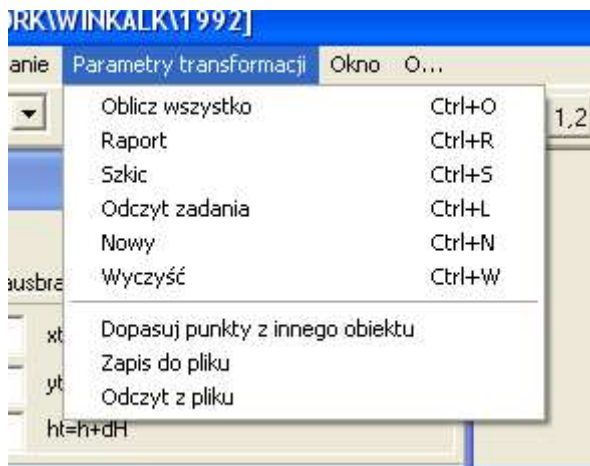 ORK\WINKALK\1992]
anie Parametry transformacji Okno O...
Oblicz wszystko Ctrl+O
1,2
Raport Ctrl+R
Szkic Ctrl+S
Odczyt zadania Ctrl+L
Nowy Ctrl+N
Wyczyść Ctrl+W
ausbra
Dopasuj punkty z innego obiektu
xt
Zapis do pliku
yt
Odczyt z pliku
ht=h+dH